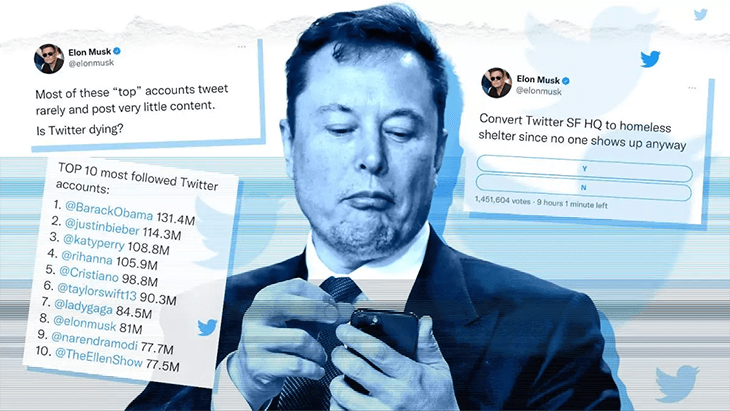 Elon Musk
@elonmusk
Most of these “top” accounts tweet
rarely and post very little content.
Is Twitter dying?
TOP 10 most followed Twitter
accounts:
1. @BarackObama 131.4M
2. @justinbieber 114.3M
3. @katyperry 108.8M
4. @rihanna 105.9M
5. @Cristiano 98.8M
6. @taylorswift13 90.3M
7. @ladygaga 84.5M
8. @elonmusk 81M
9. @narendramodi 77.7M
10. @TheEllenShow 77.5M
Elon Musk
@elonmusk
Convert Twitter SF HQ to homeless
shelter since no one shows up anyway
Y
N
1,451,604 votes · 9 hours 1 minute left